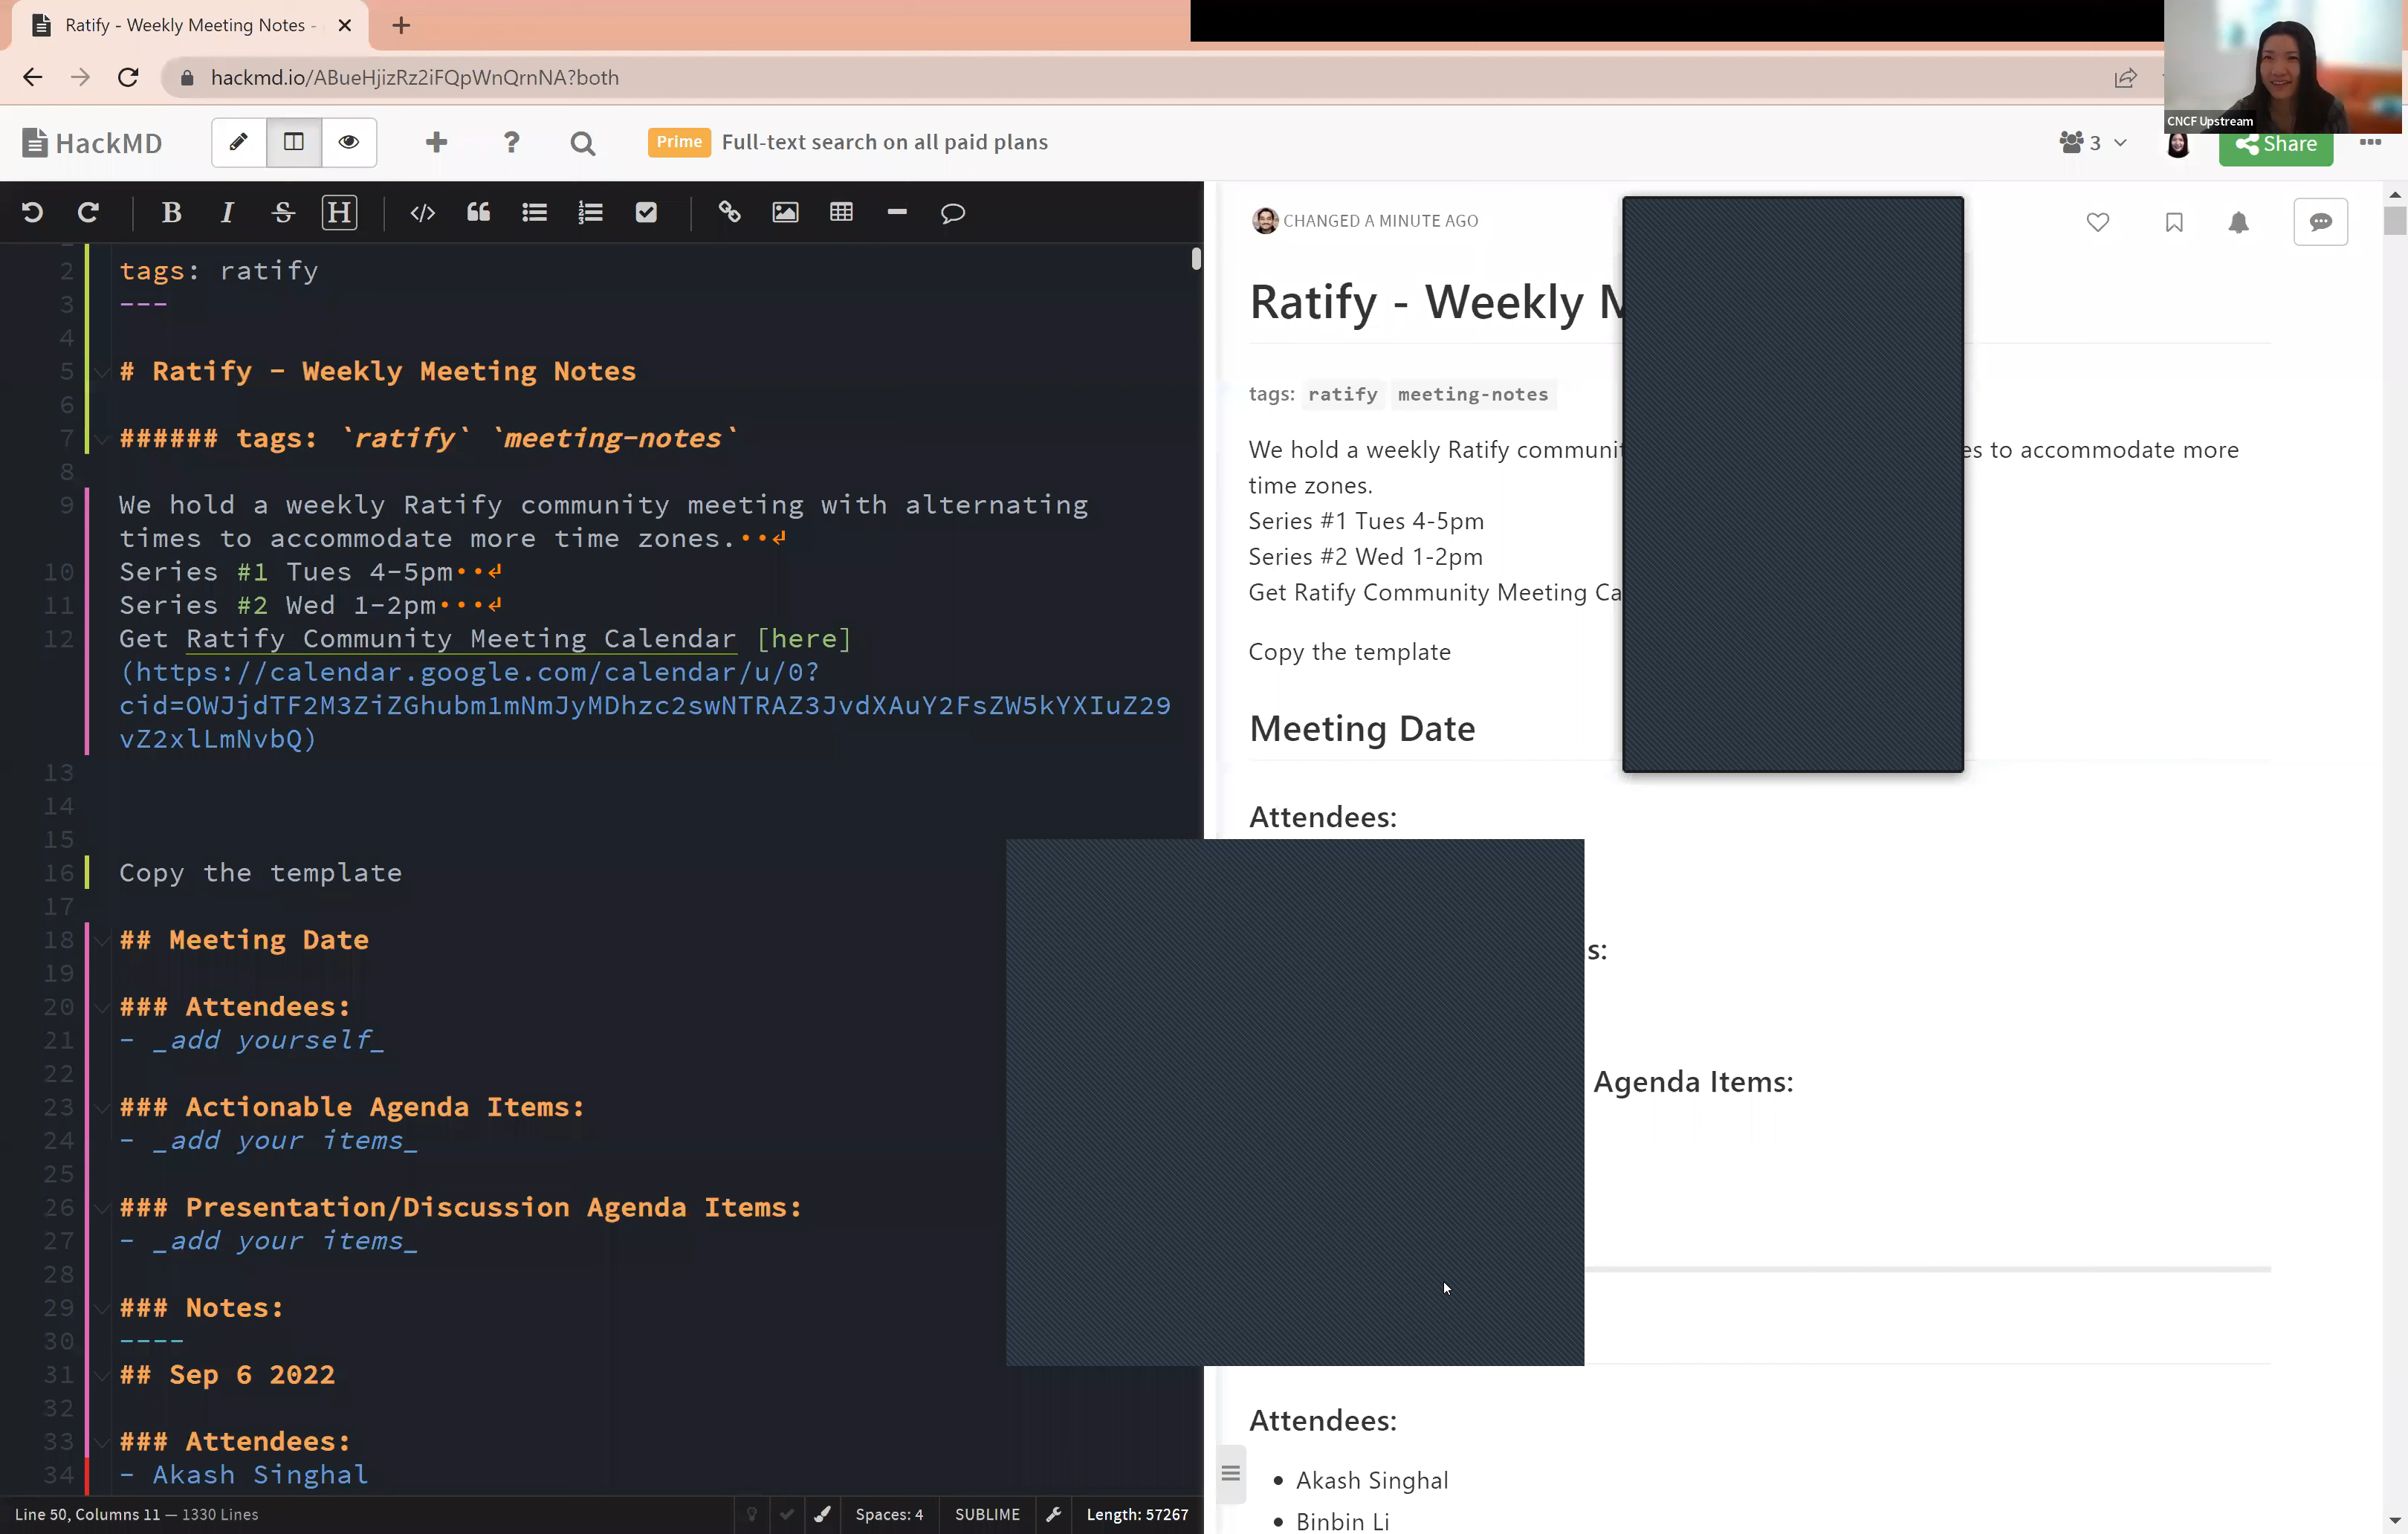 Ratify - Weekly Meeting Notes -
hackmd.io/ABueHjizRz2iFQpWnQrnNA?both
CNCF Upstream
HackMD
Prime Full-text search on all paid plans
3
Share
B I S H
2 tags: ratify
3 ---
4
5 # Ratify - Weekly Meeting Notes
6
7 ###### tags: `ratify` `meeting-notes`
8
9 We hold a weekly Ratify community meeting with alternating
times to accommodate more time zones.
10 Series #1 Tues 4-5pm
11 Series #2 Wed 1-2pm
12 Get Ratify Community Meeting Calendar [here]
(https://calendar.google.com/calendar/u/0?
cid=OWJjdTF2M3ZiZGhubm1mNmJyMDhzc2swNTRAZ3JvdXAuY2FsZW5kYXIuZ29
vZ2xlLmNvbQ)
13
14
15
16 Copy the template
17
18 ## Meeting Date
19
20 ### Attendees:
21 - _add yourself_
22
23 ### Actionable Agenda Items:
24 - _add your items_
25
26 ### Presentation/Discussion Agenda Items:
27 - _add your items_
28
29 ### Notes:
30 ----
31 ## Sep 6 2022
32
33 ### Attendees:
34 - Akash Singhal
Line 50, Columns 11 — 1330 Lines
Spaces: 4
SUBLIME
Length: 57267
CHANGED A MINUTE AGO
Ratify - Weekly
tags: ratify meeting-notes
We hold a weekly Ratify to accommodate more
time zones.
Series #1 Tues 4-5pm
Series #2 Wed 1-2pm
Get Ratify Community Meeting
Copy the template
Meeting Date
Attendees:
s:
Agenda Items:
Attendees:
Akash Singhal
Binbin Li